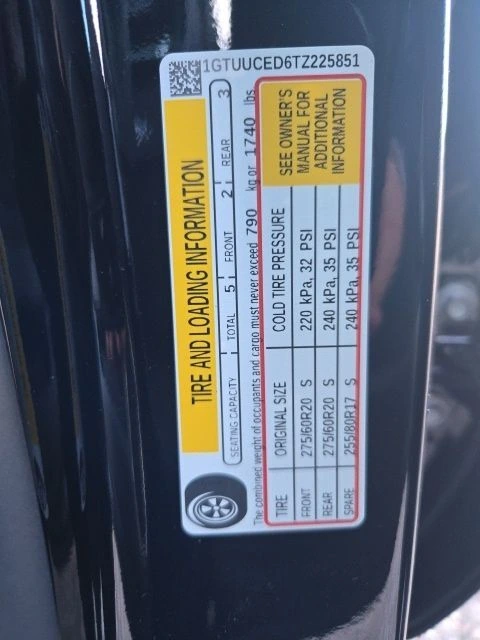 1GTUUCED6TZ225851
TIRE AND LOADING INFORMATION
SEATING CAPACITY TOTAL 5 FRONT 2 REAR 3
The combined weight of occupants and cargo must never exceed 790 kg or 1740 lbs
TIRE ORIGINAL SIZE COLD TIRE PRESSURE
FRONT 275/60R20 S 220 kPa, 32 PSI
REAR 275/60R20 S 240 kPa, 35 PSI
SPARE 255/80R17 S 240 kPa, 35 PSI
SEE OWNER'S
MANUAL FOR
ADDITIONAL
INFORMATION